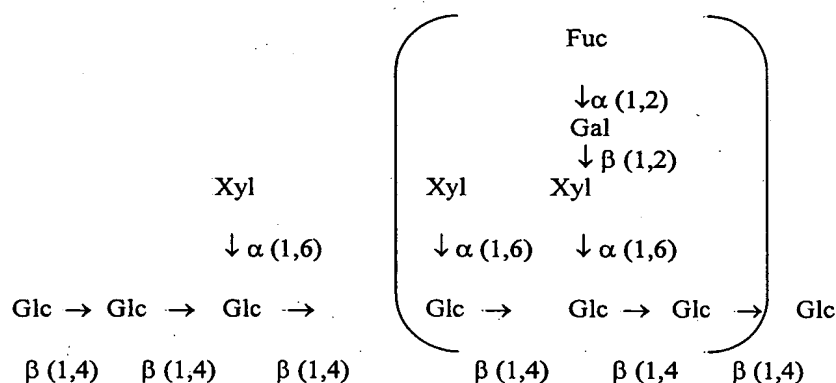 Fuc
↓ α (1,2)
Gal
↓ β (1,2)
Xyl Xyl Xyl
↓ α (1,6) ↓ α (1,6) ↓ α (1,6)
Glc → Glc → Glc → Glc → Glc → Glc → Glc
β (1,4) β (1,4) β (1,4) β (1,4) β (1,4 β (1,4)